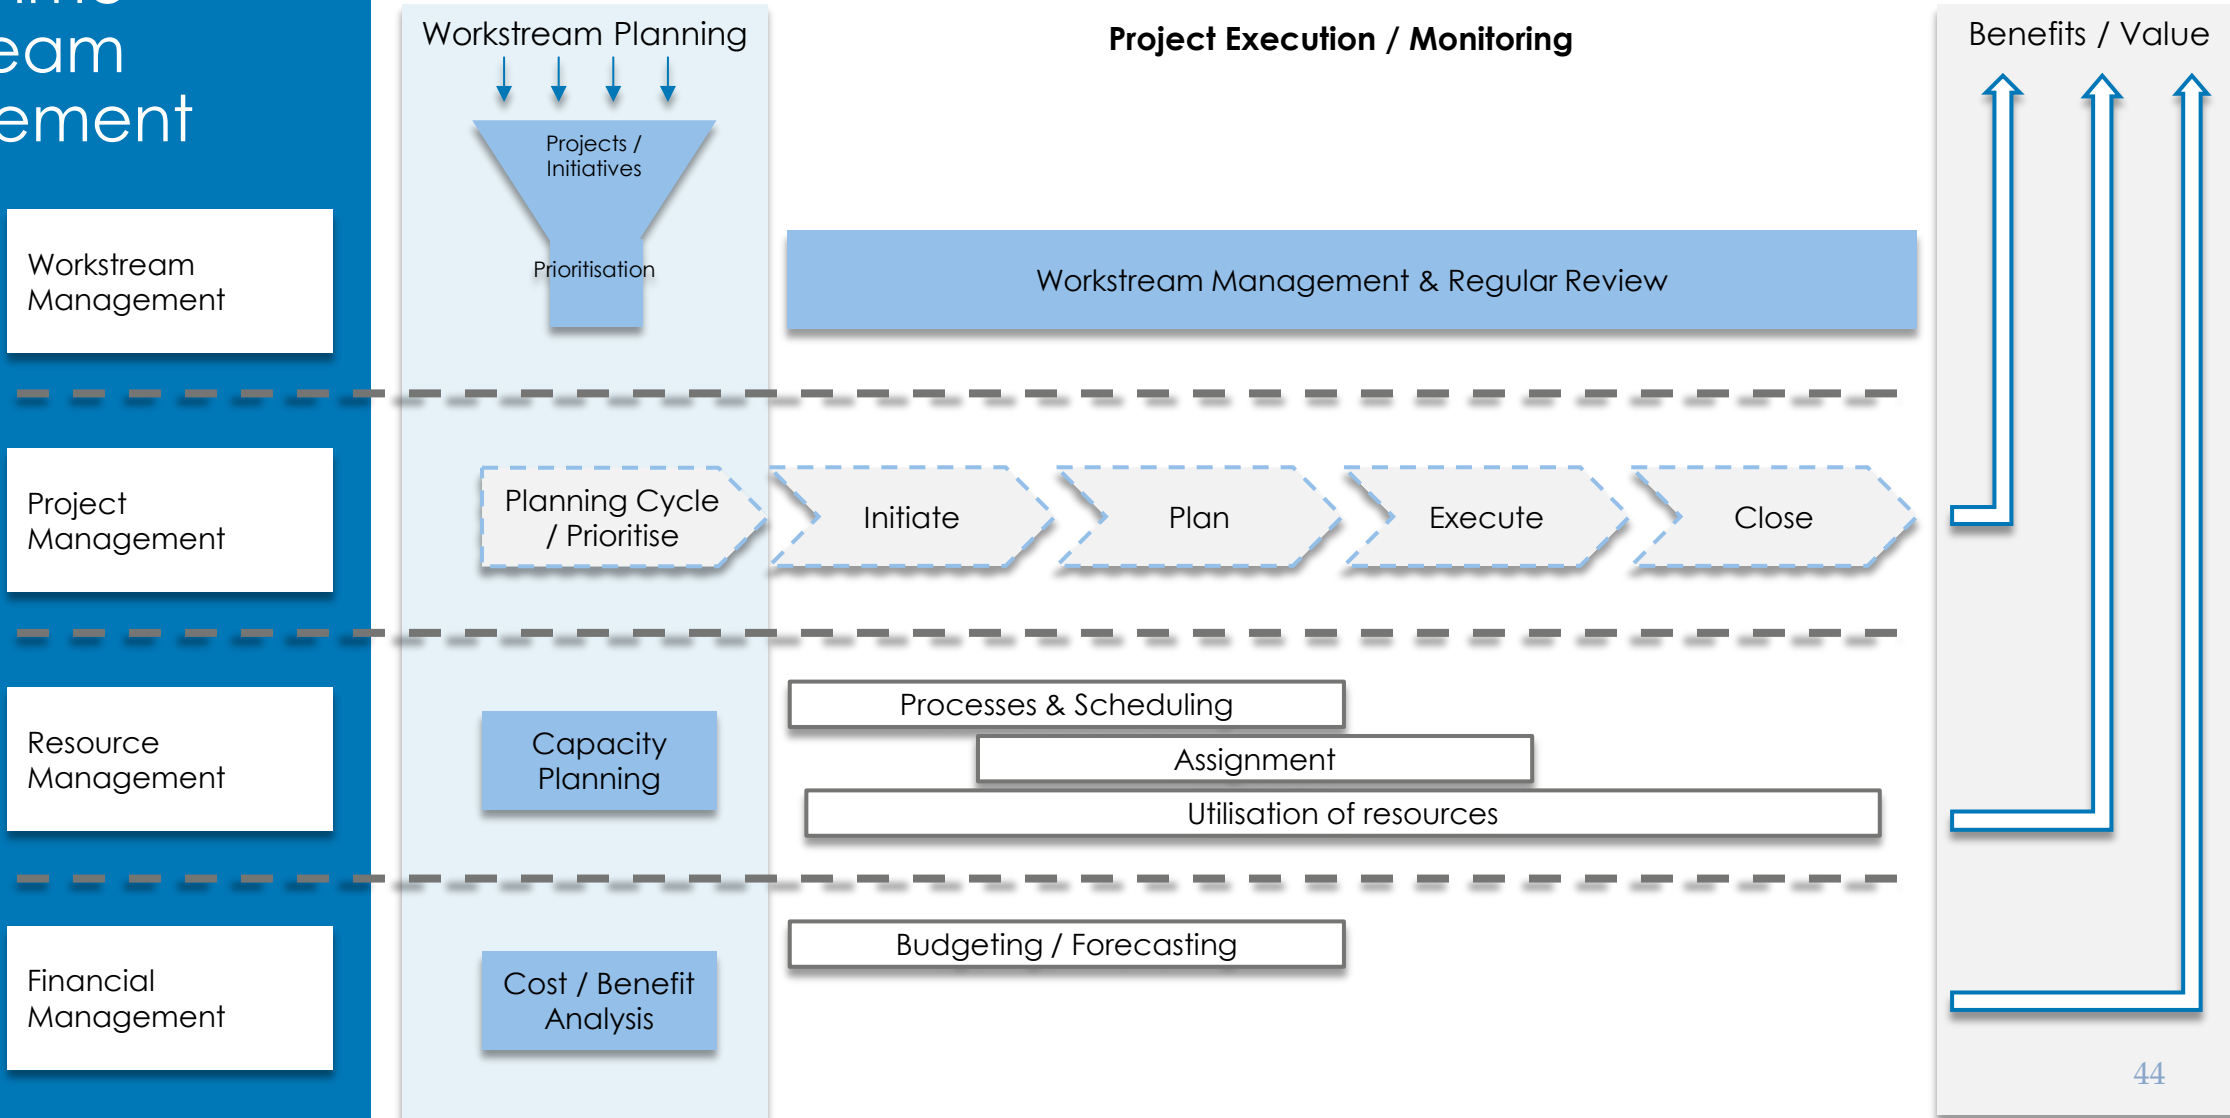 eam
ement
Workstream Planning
Project Execution / Monitoring
Benefits / Value
Projects /
Initiatives
Prioritisation
Workstream
Management
Workstream Management & Regular Review
Project
Management
Planning Cycle
/ Prioritise
Initiate
Plan
Execute
Close
Resource
Management
Capacity
Planning
Processes & Scheduling
Assignment
Utilisation of resources
Financial
Management
Cost / Benefit
Analysis
Budgeting / Forecasting
44